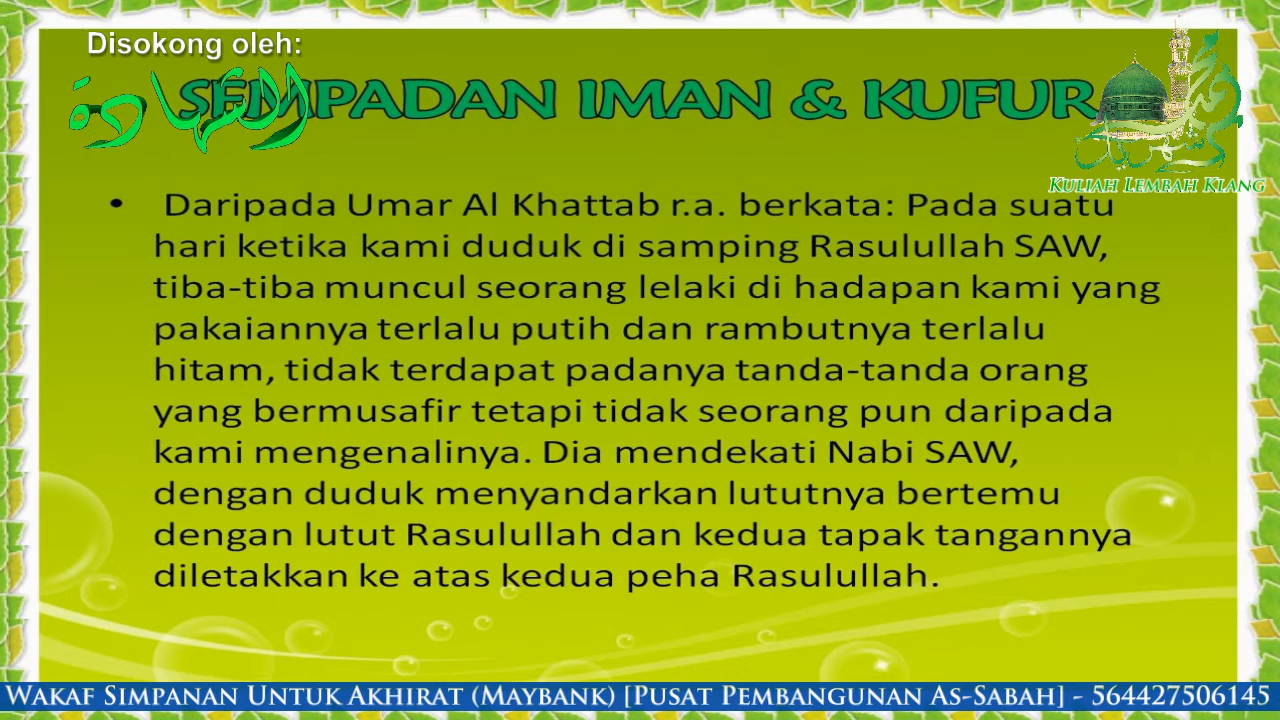 Disokong oleh:
الشهادة
SEMPADAN IMAN & KUFUR
KULIAH LEMBAH KLANG
• Daripada Umar Al Khattab r.a. berkata: Pada suatu
hari ketika kami duduk di samping Rasulullah SAW,
tiba-tiba muncul seorang lelaki di hadapan kami yang
pakaiannya terlalu putih dan rambutnya terlalu
hitam, tidak terdapat padanya tanda-tanda orang
yang bermusafir tetapi tidak seorang pun daripada
kami mengenalinya. Dia mendekati Nabi SAW,
dengan duduk menyandarkan lututnya bertemu
dengan lutut Rasulullah dan kedua tapak tangannya
diletakkan ke atas kedua peha Rasulullah.
WAKAF SIMPANAN UNTUK AKHIRAT (MAYBANK) [PUSAT PEMBANGUNAN AS-SABAH] - 564427506145